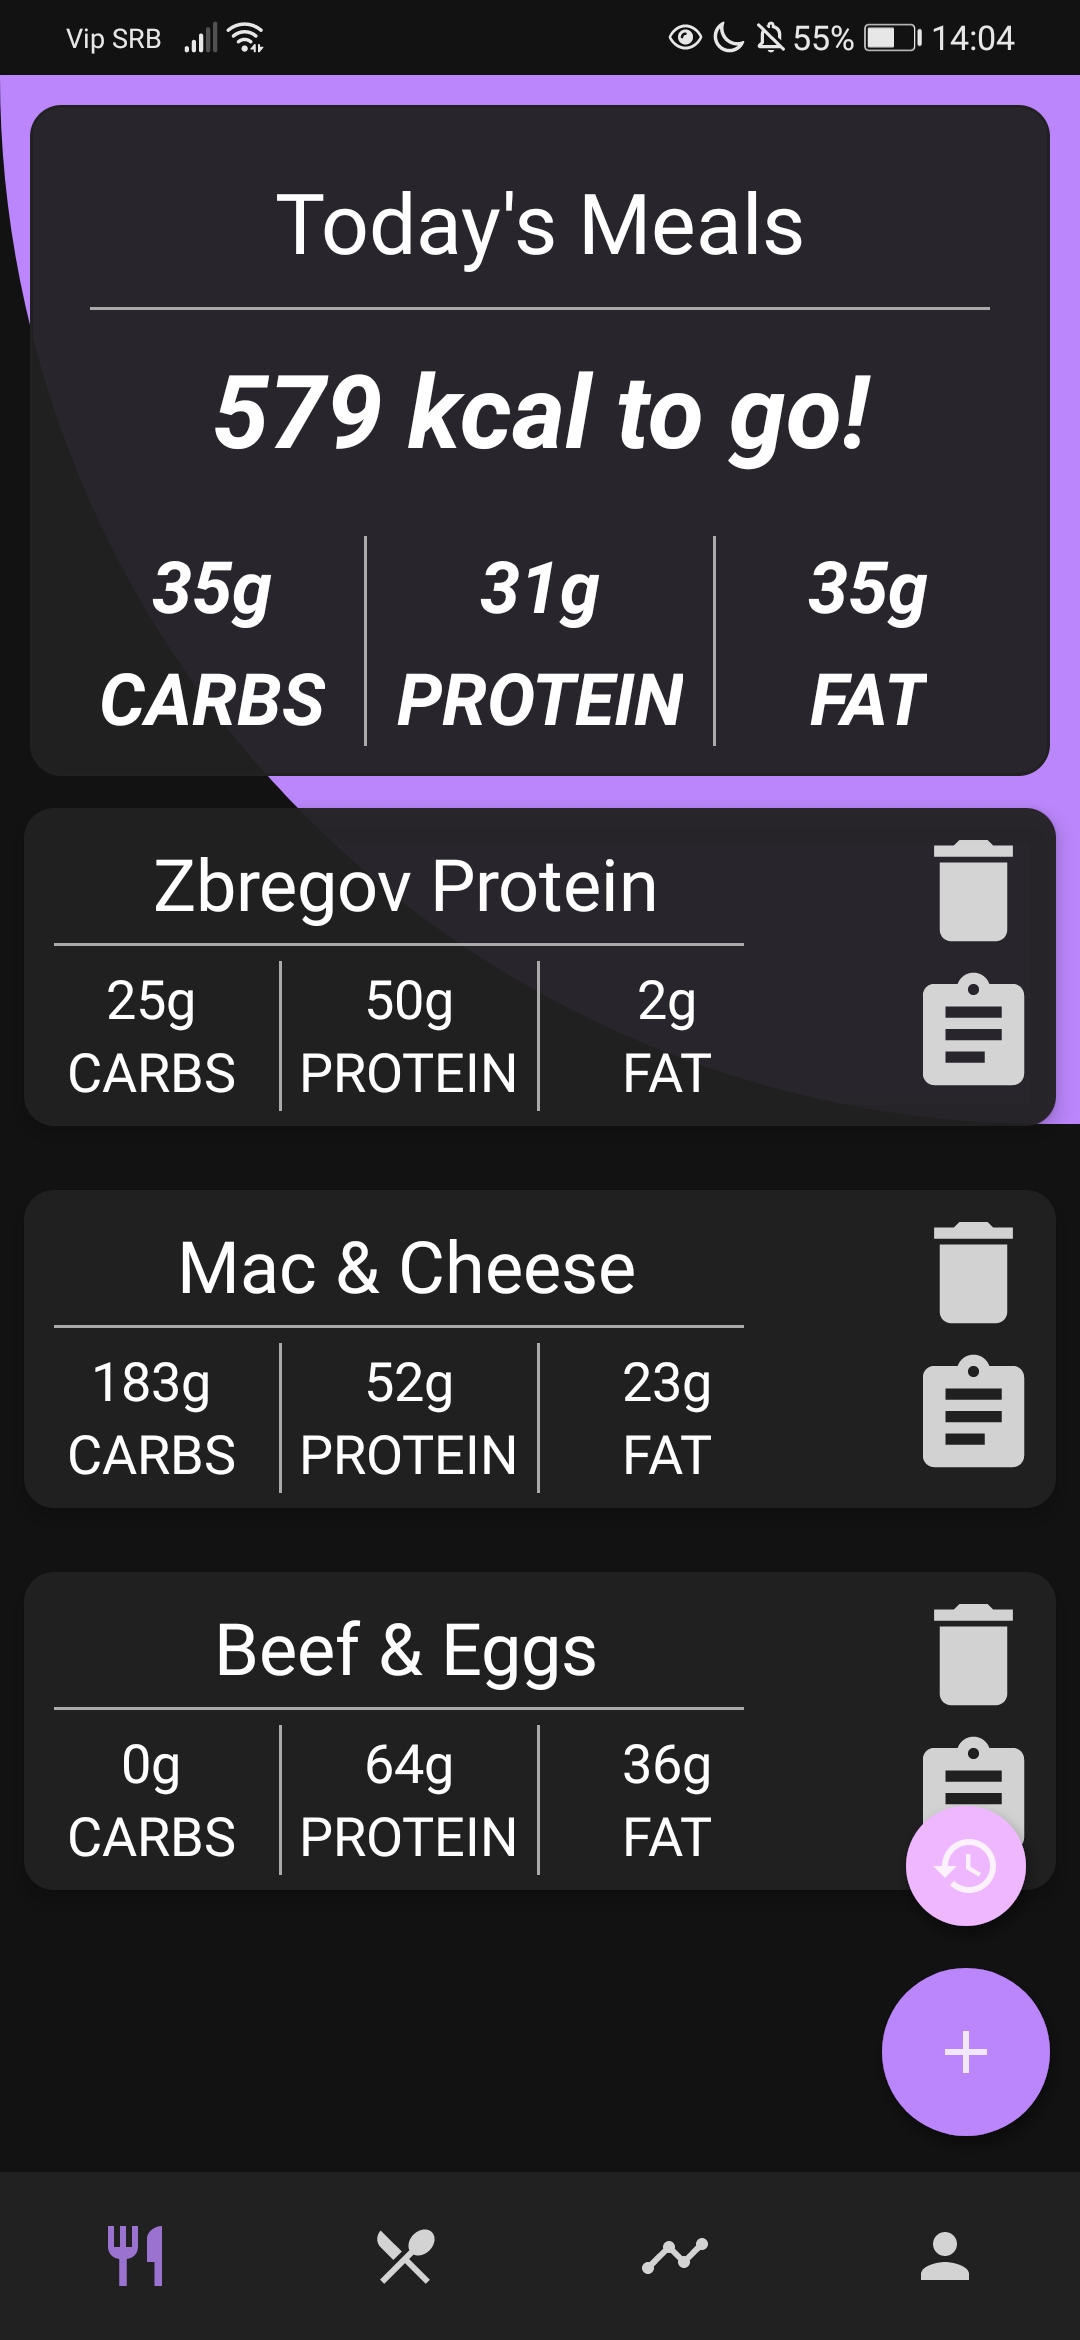 Vip SRB 55% 14:04
Today's Meals
579 kcal to go!
35g 31g 35g
CARBS PROTEIN FAT
Zbregov Protein
25g 50g 2g
CARBS PROTEIN FAT
Mac & Cheese
183g 52g 23g
CARBS PROTEIN FAT
Beef & Eggs
0g 64g 36g
CARBS PROTEIN FAT